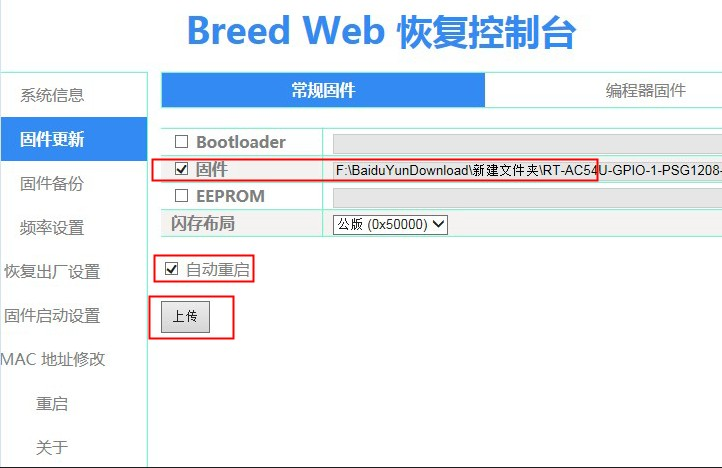 Breed Web 恢复控制台
系统信息
固件更新
固件备份
频率设置
恢复出厂设置
固件启动设置
MAC 地址修改
重启
关于
常规固件
编程器固件
Bootloader
固件
F:\BaiduYunDownload\新建文件夹\RT-AC54U-GPIO-1-PSG1208-
EEPROM
闪存布局
公版 (0x50000)
自动重启
上传